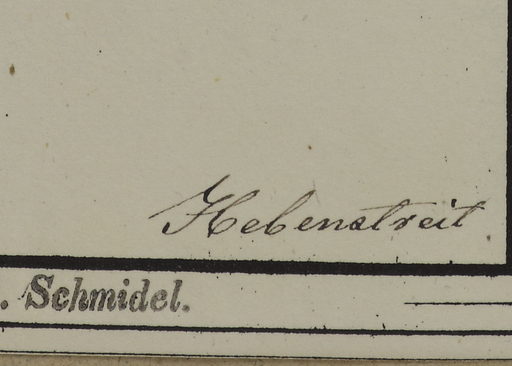 Hebenstreit
. Schmidel.